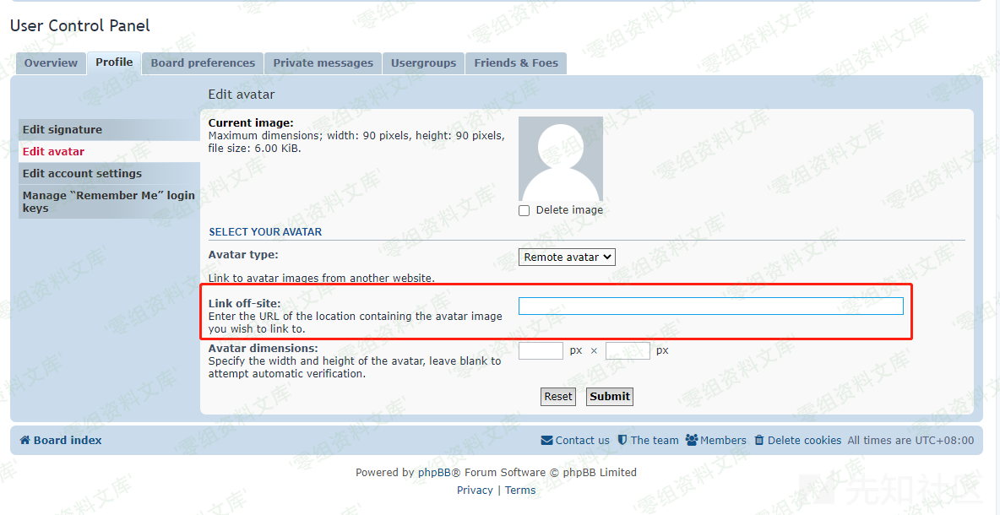 User Control Panel
Overview
Profile
Board preferences
Private messages
Usergroups
Friends & Foes
Edit avatar
Edit signature
Edit avatar
Edit account settings
Manage “Remember Me” login
keys
Current image:
Maximum dimensions; width: 90 pixels, height: 90 pixels,
file size: 6.00 KiB.
Delete image
SELECT YOUR AVATAR
Avatar type:
Remote avatar
Link to avatar images from another website.
Link off-site:
Enter the URL of the location containing the avatar image
you wish to link to.
Avatar dimensions:
px × px
Specify the width and height of the avatar, leave blank to
attempt automatic verification.
Reset
Submit
Board index
Contact us
The team
Members
Delete cookies
All times are UTC+08:00
Powered by phpBB® Forum Software © phpBB Limited
Privacy | Terms
'零组资料文库'
先知社区